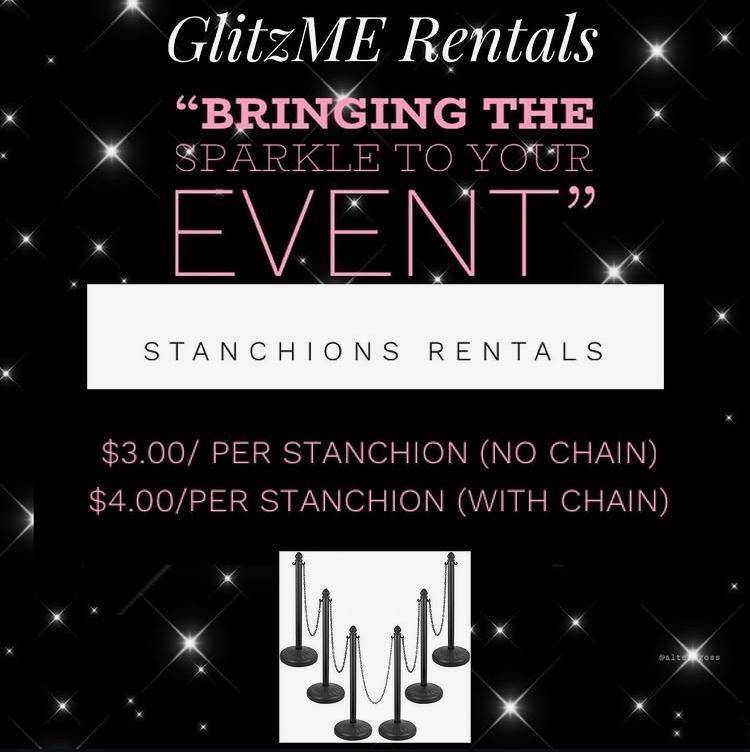 GlitzME Rentals
“BRINGING THE
SPARKLE TO YOUR
EVENT”
STANCHIONS RENTALS
$3.00/ PER STANCHION (NO CHAIN)
$4.00/PER STANCHION (WITH CHAIN)